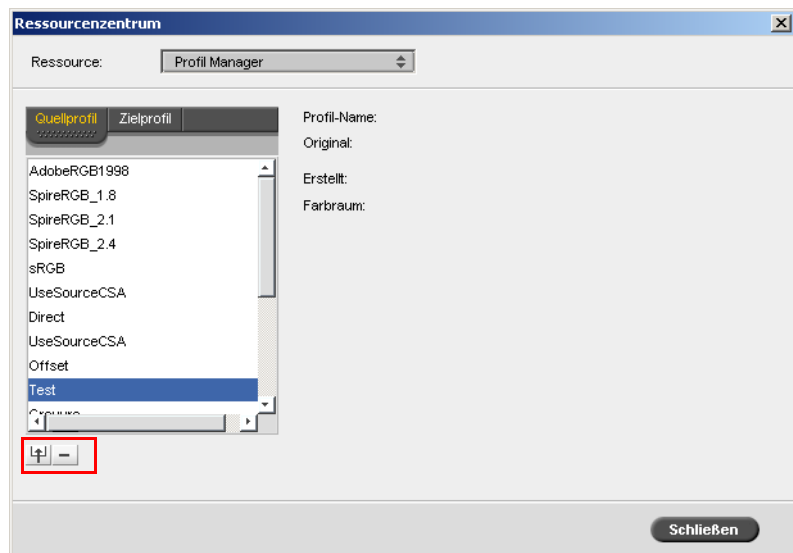 Ressourcenzentrum
Ressource: Profil Manager
Quellprofil Zielprofil
AdobeRGB1998
SpireRGB_1.8
SpireRGB_2.1
SpireRGB_2.4
sRGB
UseSourceCSA
Direct
UseSourceCSA
Offset
Test
Profil-Name:
Original:
Erstellt:
Farbraum:
Schließen